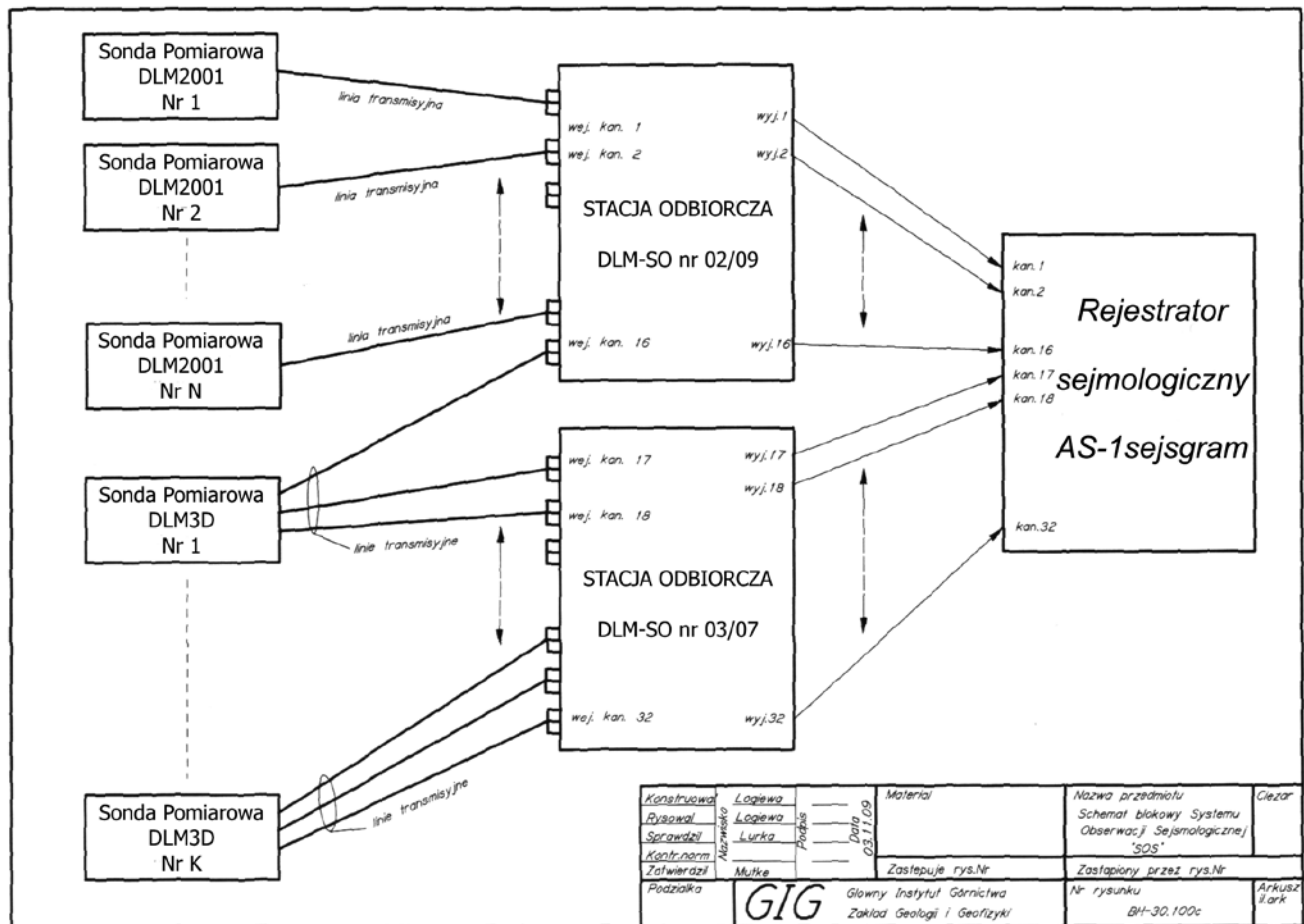 Sonda Pomiarowa
DLM2001
Nr 1
linia transmisyjna
Sonda Pomiarowa
DLM2001
Nr 2
linia transmisyjna
Sonda Pomiarowa
DLM2001
Nr N
linia transmisyjna
Sonda Pomiarowa
DLM3D
Nr 1
linie transmisyjne
Sonda Pomiarowa
DLM3D
Nr K
linie transmisyjne
wej. kan. 1
wej. kan. 2
STACJA ODBIORCZA
DLM-SO nr 02/09
wej. kan. 16
wyj.1
wyj.2
wyj.16
wej. kan. 17
wej. kan. 18
STACJA ODBIORCZA
DLM-SO nr 03/07
wej. kan. 32
wyj.17
wyj.18
wyj.32
kan.1
kan.2
kan.16
kan.17
kan.18
kan.32
Rejestrator
sejmologiczny
AS-1sejsgram
Konstruował Logiewa
Rysował Logiewa
Sprawdził Lurka
Kontr.norm
Zatwierdził Mutke
Nazwisko
Podpis
Data
03.11.09
Materiał
Zastepuje rys.Nr
Nazwa przedmiotu
Schemat blokowy Systemu
Obserwacji Sejsmologicznej
"SOS"
Zastapiony przez rys.Nr
Ciezar
Podzialka
GIG
Glowny Instytut Górnictwa
Zaklad Geologii i Geofizyki
Nr rysunku
BH-30.100c
Arkusz
il.ark